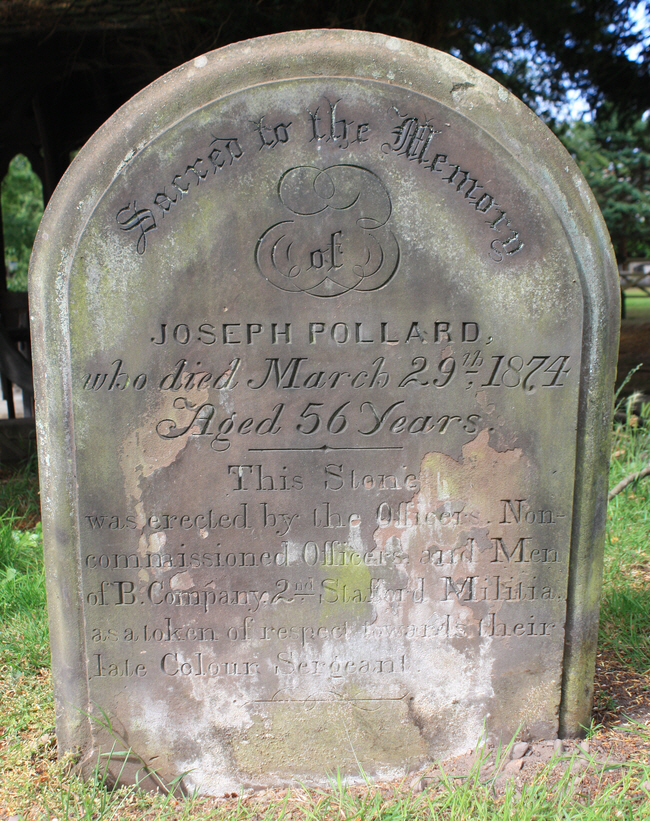 Sacred to the Memory
of
JOSEPH POLLARD,
who died March 29th, 1874
Aged 56 Years.
This Stone
was erected by the Officers, Non-
commissioned Officers, and Men
of B. Company, 2nd Stafford Militia,
as a token of respect towards their
late Colour Sergeant.